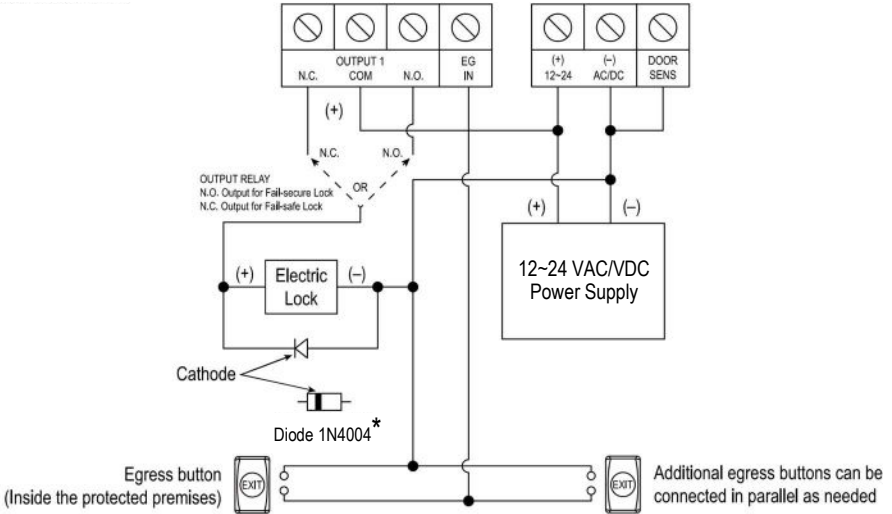 OUTPUT 1
N.C. COM N.O.
EG
IN
(+) (–) DOOR
12~24 AC/DC SENS
(+)
N.C. N.O.
OR
OUTPUT RELAY
N.O. Output for Fail-secure Lock
N.C. Output for Fail-safe Lock
(+) (–)
12~24 VAC/VDC
Power Supply
(+) Electric (–)
Lock
Cathode
Diode 1N4004*
Egress button
(Inside the protected premises)
EXIT
EXIT
Additional egress buttons can be
connected in parallel as needed